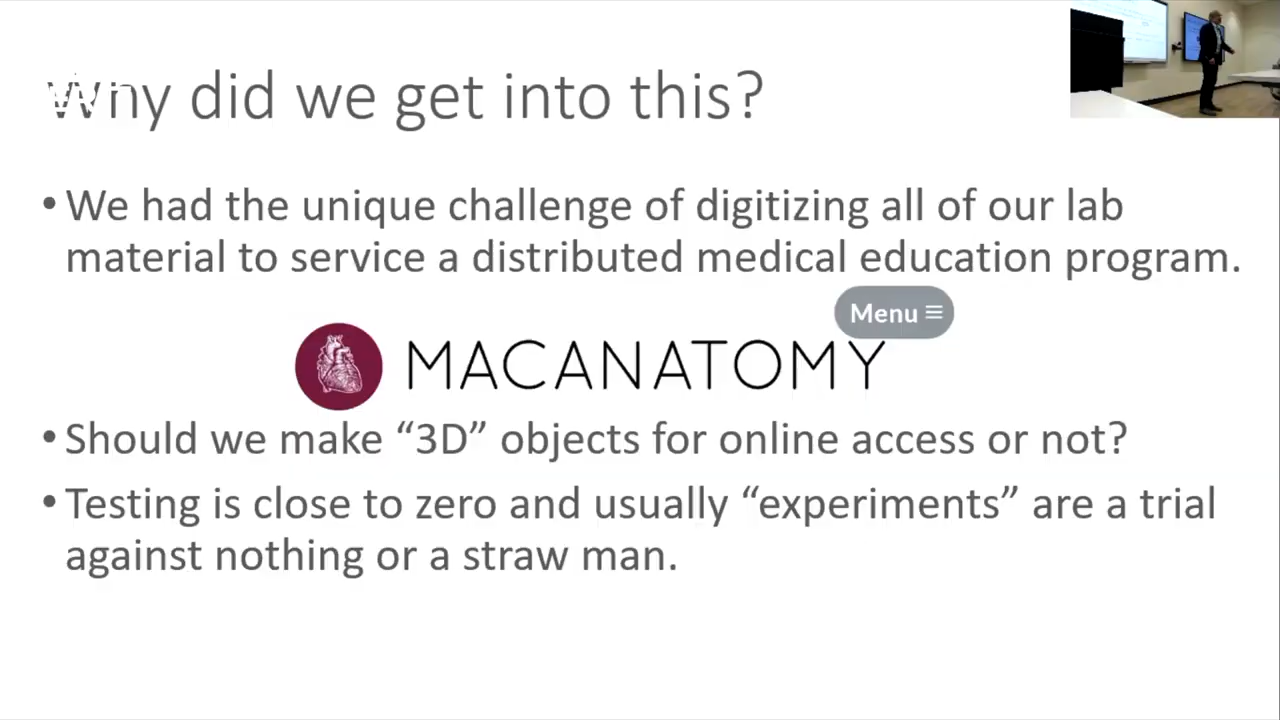 Why did we get into this?
• We had the unique challenge of digitizing all of our lab
material to service a distributed medical education program.
Menu ≡
MACANATOMY
• Should we make “3D” objects for online access or not?
• Testing is close to zero and usually “experiments” are a trial
against nothing or a straw man.